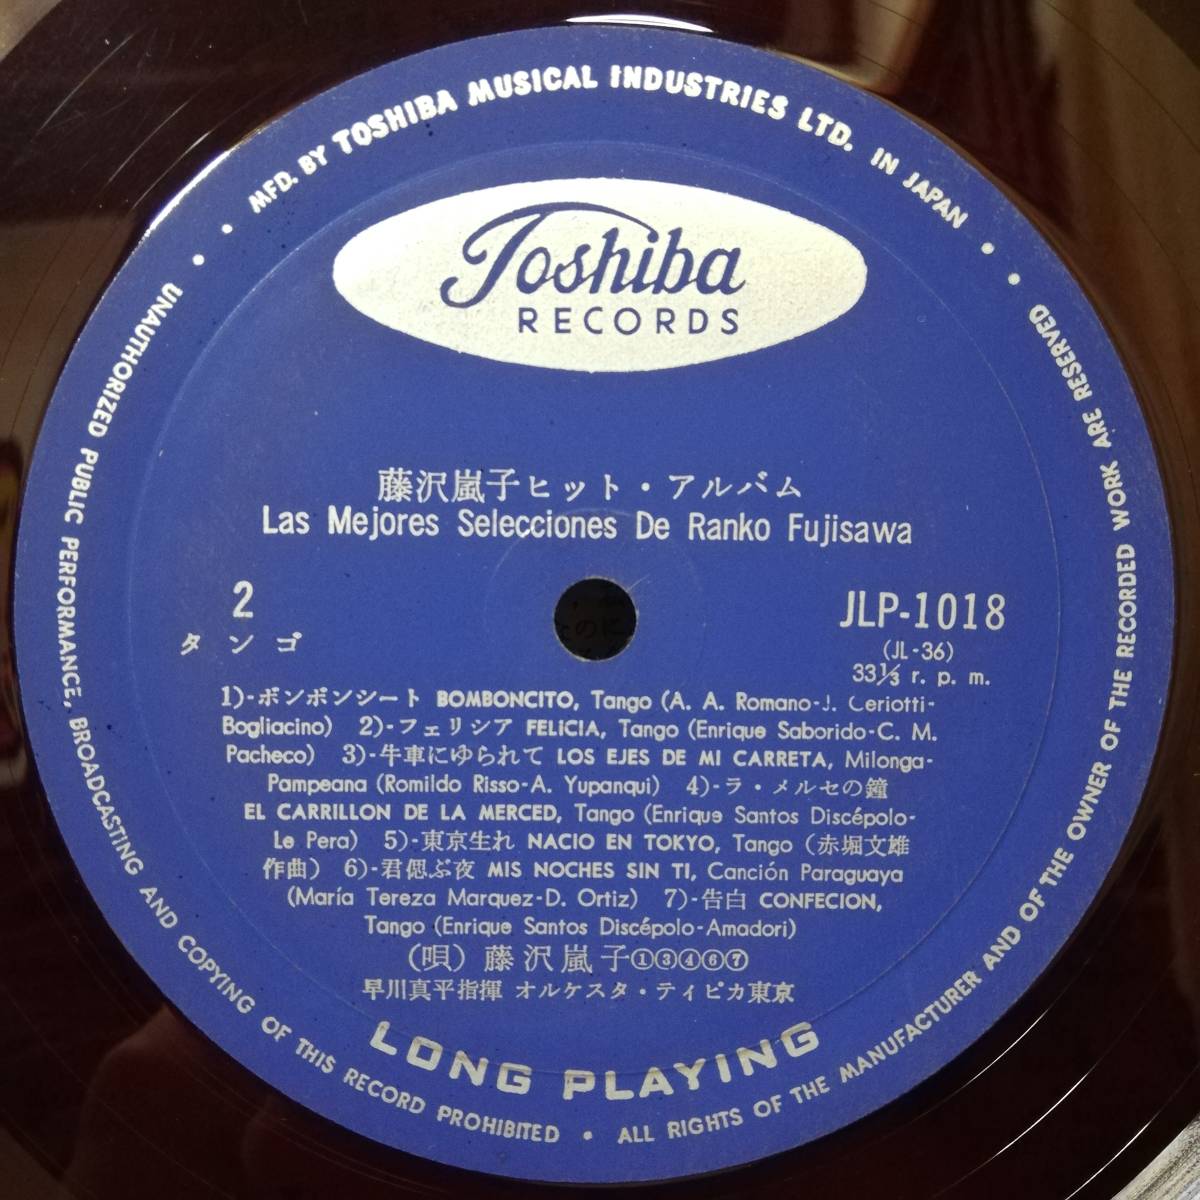 MFD. BY TOSHIBA MUSICAL INDUSTRIES LTD. IN JAPAN
Toshiba
RECORDS
藤沢嵐子ヒット・アルバム
Las Mejores Selecciones De Ranko Fujisawa
2
タンゴ
JLP-1018
(JL-36)
33⅓ r. p. m.
1)-ボンボンシート BOMBONCITO, Tango (A. A. Romano-J. Ceriotti-
Bogliacino) 2)-フェリシア FELICIA, Tango (Enrique Saborido-C. M.
Pacheco) 3)-牛車にゆられて LOS EJES DE MI CARRETA, Milonga-
Pampeana (Romildo Risso-A. Yupanqui) 4)-ラ・メルセの鐘
EL CARRILLON DE LA MERCED, Tango (Enrique Santos Discépolo-
Le Pera) 5)-東京生れ NACIO EN TOKYO, Tango (赤堀文雄
作曲) 6)-君偲ぶ夜 MIS NOCHES SIN TI, Canción Paraguaya
(María Tereza Marquez-D. Ortiz) 7)-告白 CONFECION,
Tango (Enrique Santos Discépolo-Amadori)
(唄) 藤沢嵐子①③④⑥⑦
早川真平指揮 オルケスタ・ティピカ東京
LONG PLAYING
UNAUTHORIZED PUBLIC PERFORMANCE, BROADCASTING AND COPYING OF THIS RECORD PROHIBITED • ALL RIGHTS OF THE MANUFACTURER AND OF THE OWNER OF THE RECORDED WORK ARE RESERVED